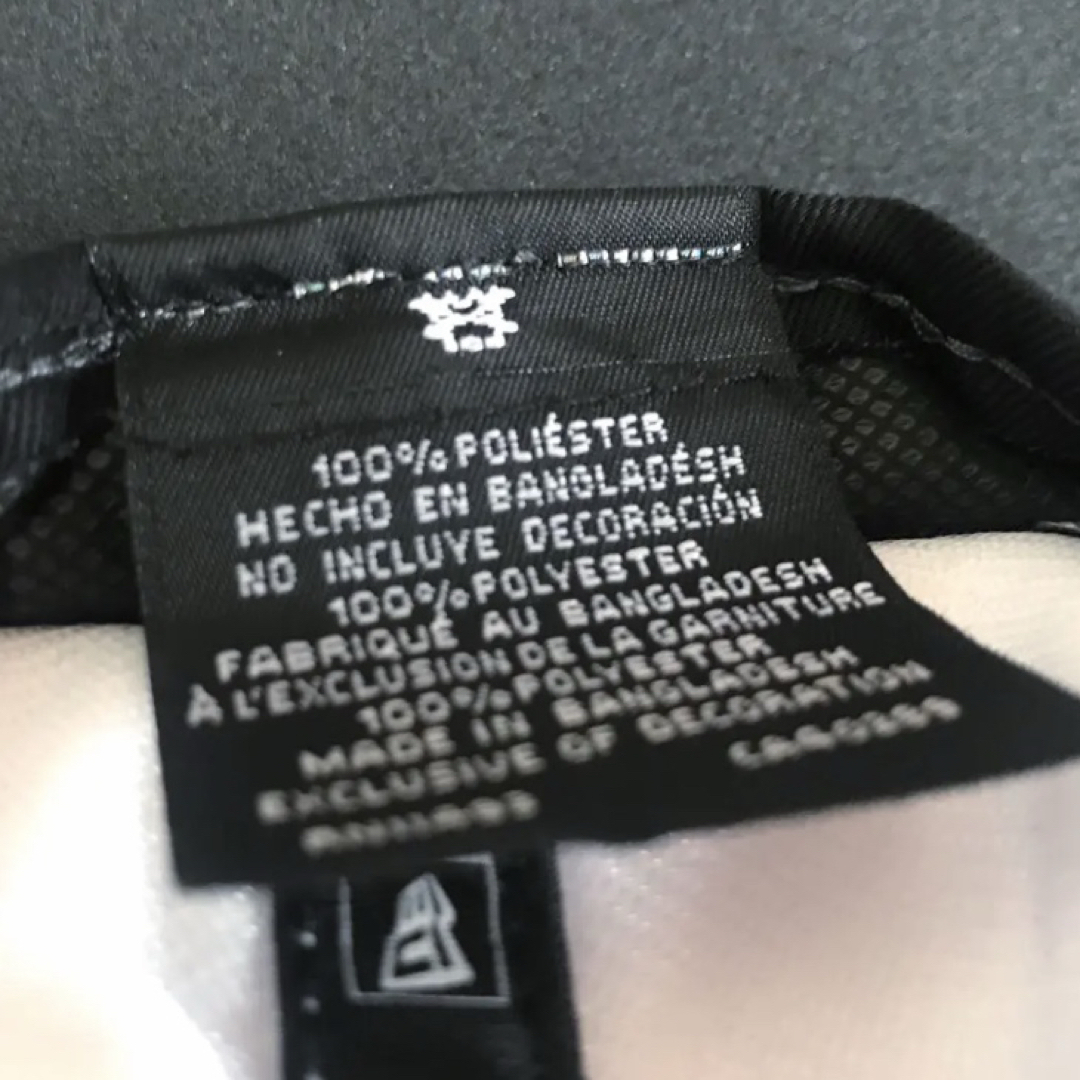 100% POLIÉSTER
HECHO EN BANGLADÉSH
NO INCLUYE DECORACIÓN
100% POLYESTER
FABRIQUÉ AU BANGLADESH
À L'EXCLUSION DE LA GARNITURE
100% POLYESTER
MADE IN BANGLADESH
EXCLUSIVE OF DECORATION